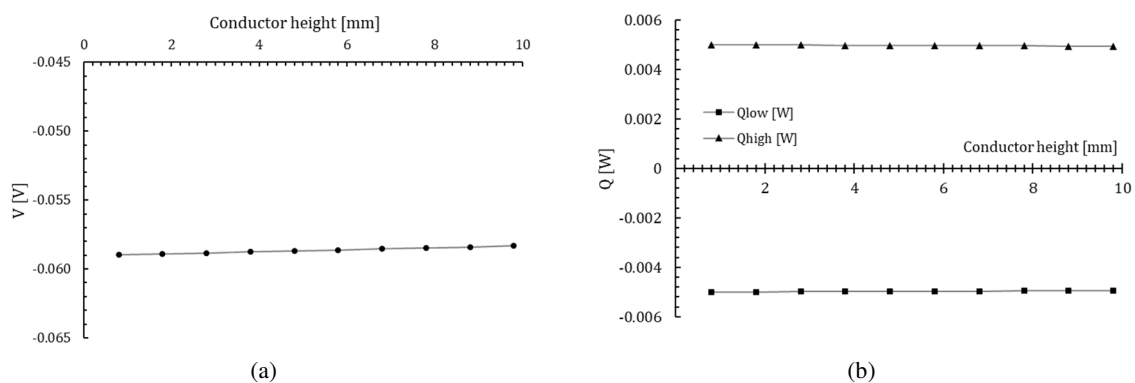 Conductor height [mm]
0 2 4 6 8 10
-0.045
-0.050
-0.055
-0.060
-0.065
V [V]
(a)
0.006
0.004
0.002
0
-0.002
-0.004
-0.006
Q [W]
Qlow [W]
Qhigh [W]
Conductor height [mm]
2 4 6 8 10
(b)